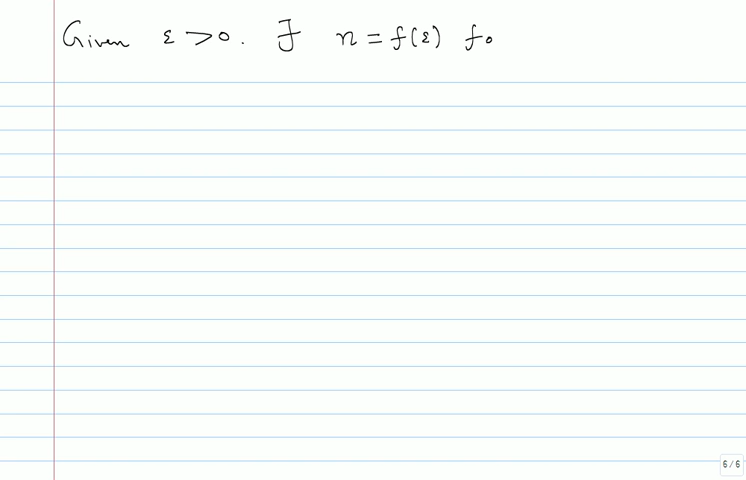 Given ε > 0. ∃ n = f(ε) fo
6 / 6